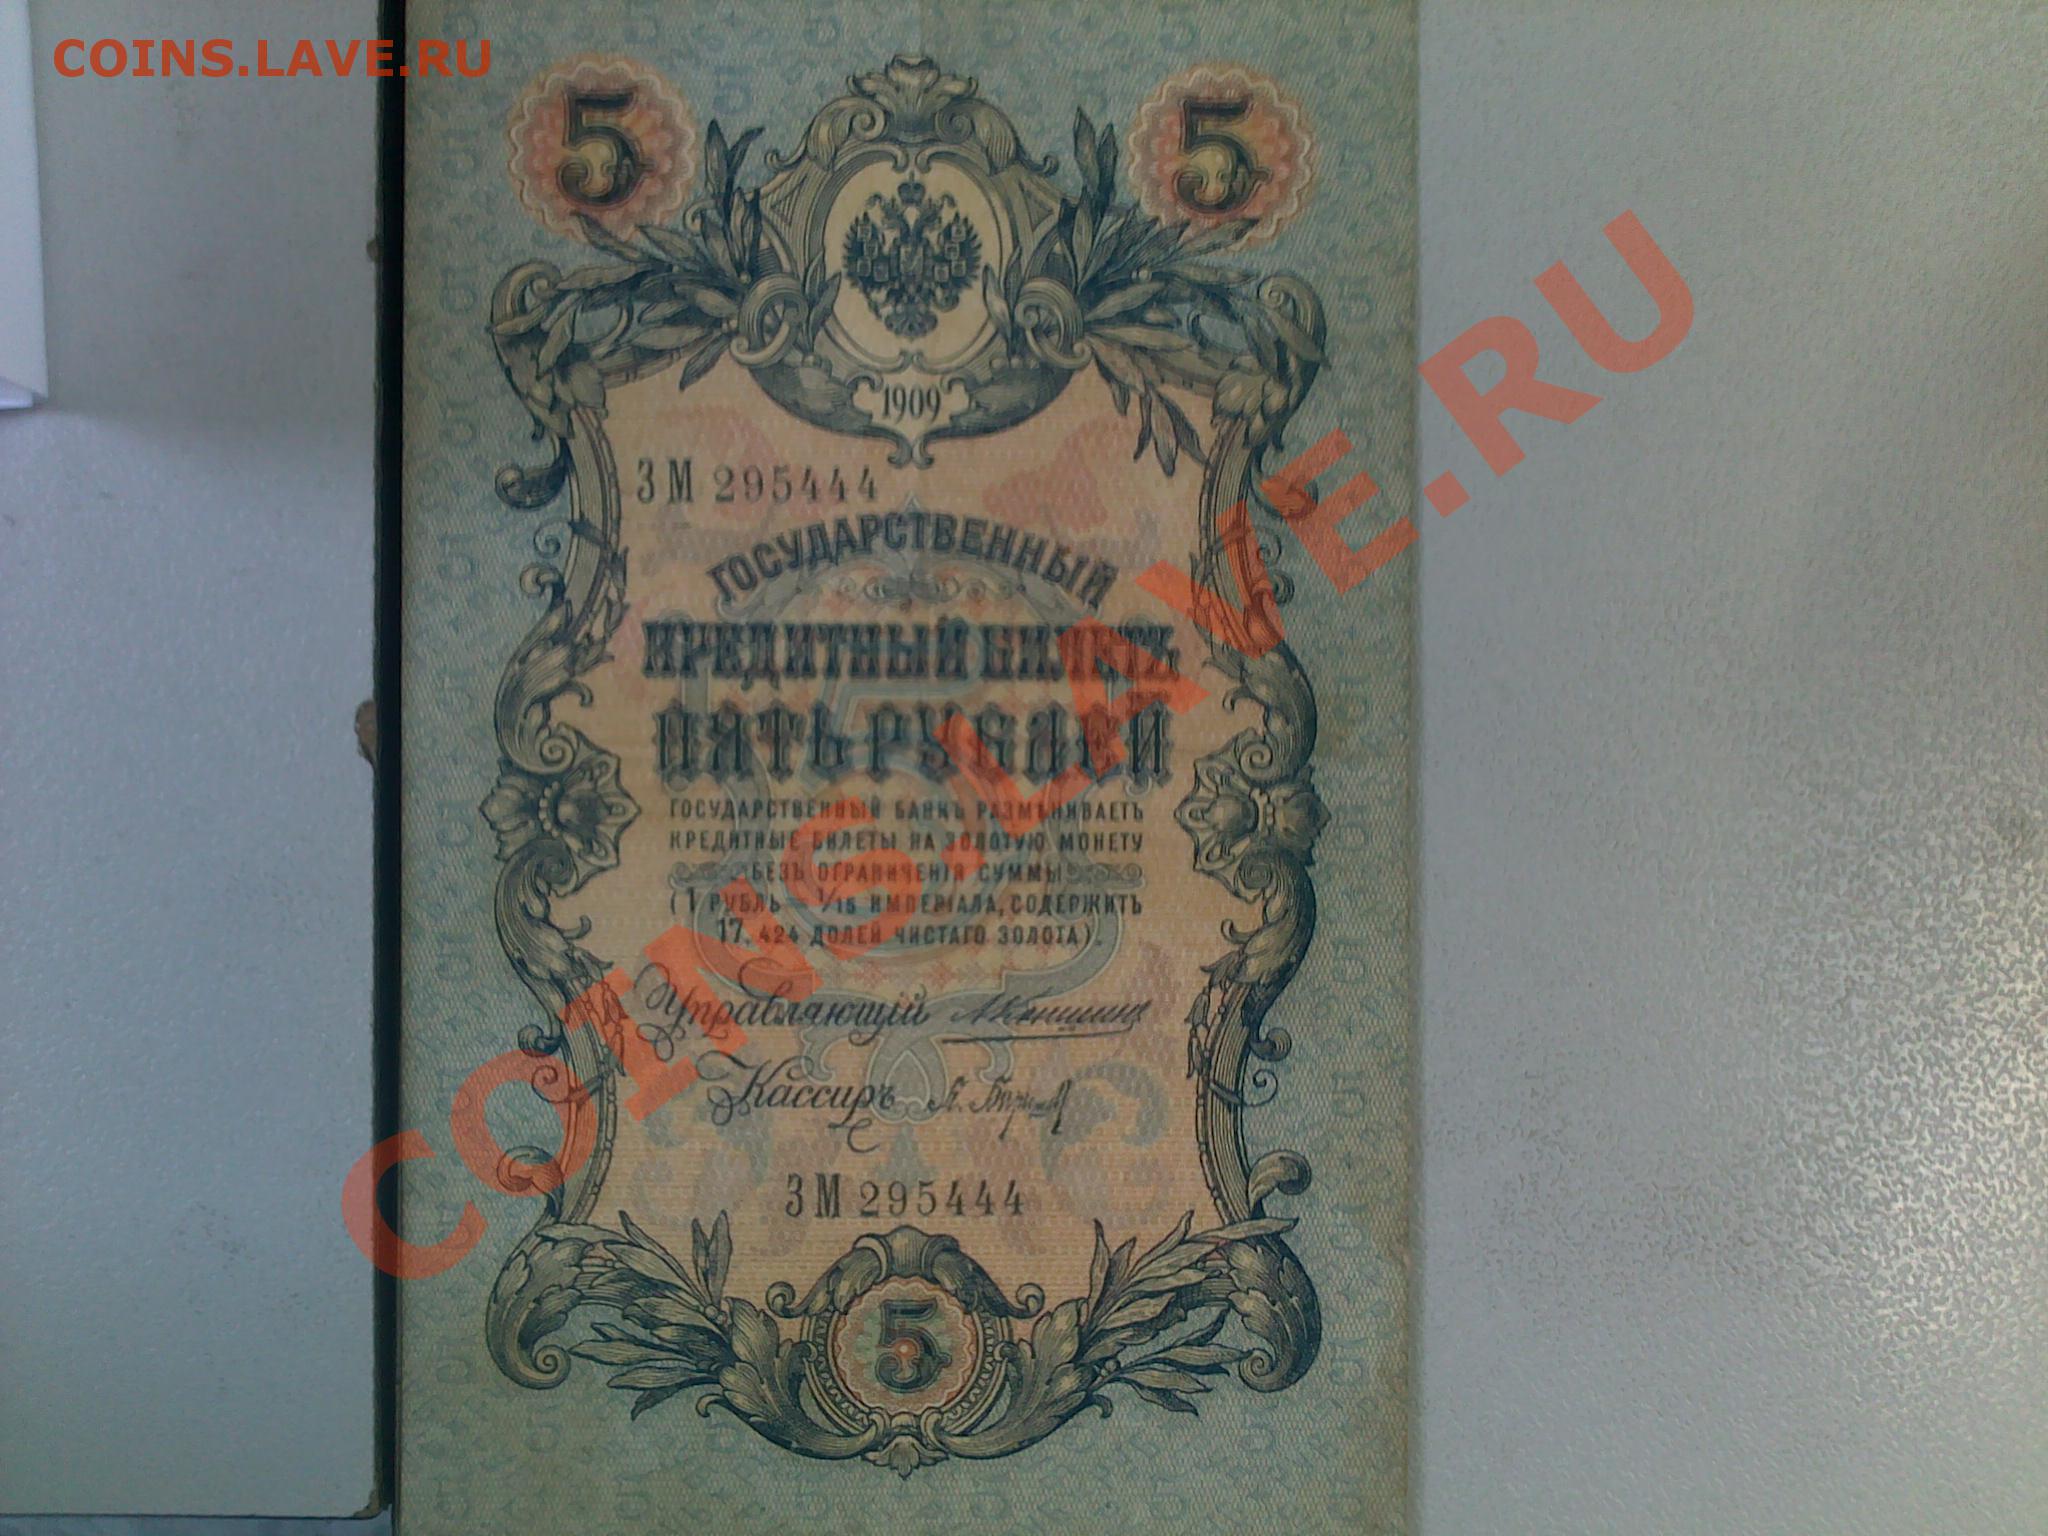 COINS.LAVE.RU
5 5
1909
ЗМ 295444
ГОСУДАРСТВЕННЫЙ
КРЕДИТНЫЙ БИЛЕТЪ
ПЯТЬ РУБЛЕЙ
5
ГОСУДАРСТВЕННЫЙ БАНКЪ РАЗМѢНИВАЕТЪ
КРЕДИТНЫЕ БИЛЕТЫ НА ЗОЛОТУЮ МОНЕТУ
БЕЗЪ ОГРАНИЧЕНІЯ СУММЫ
(1 РУБЛЬ = 1/15 ИМПЕРІАЛА, СОДЕРЖИТЪ
17,424 ДОЛЕЙ ЧИСТАГО ЗОЛОТА).
Управляющій АКоншинъ
Кассиръ
ЗМ 295444
5
COINS.LAVE.RU